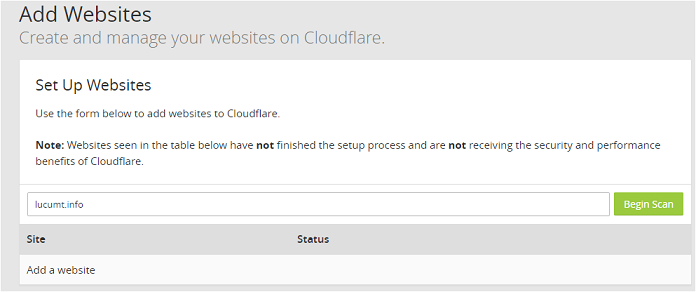 Add Websites
Create and manage your websites on Cloudflare.
Set Up Websites
Use the form below to add websites to Cloudflare.
Note: Websites seen in the table below have not finished the setup process and are not receiving the security and performance
benefits of Cloudflare.
lucumt.info Begin Scan
Site Status
Add a website